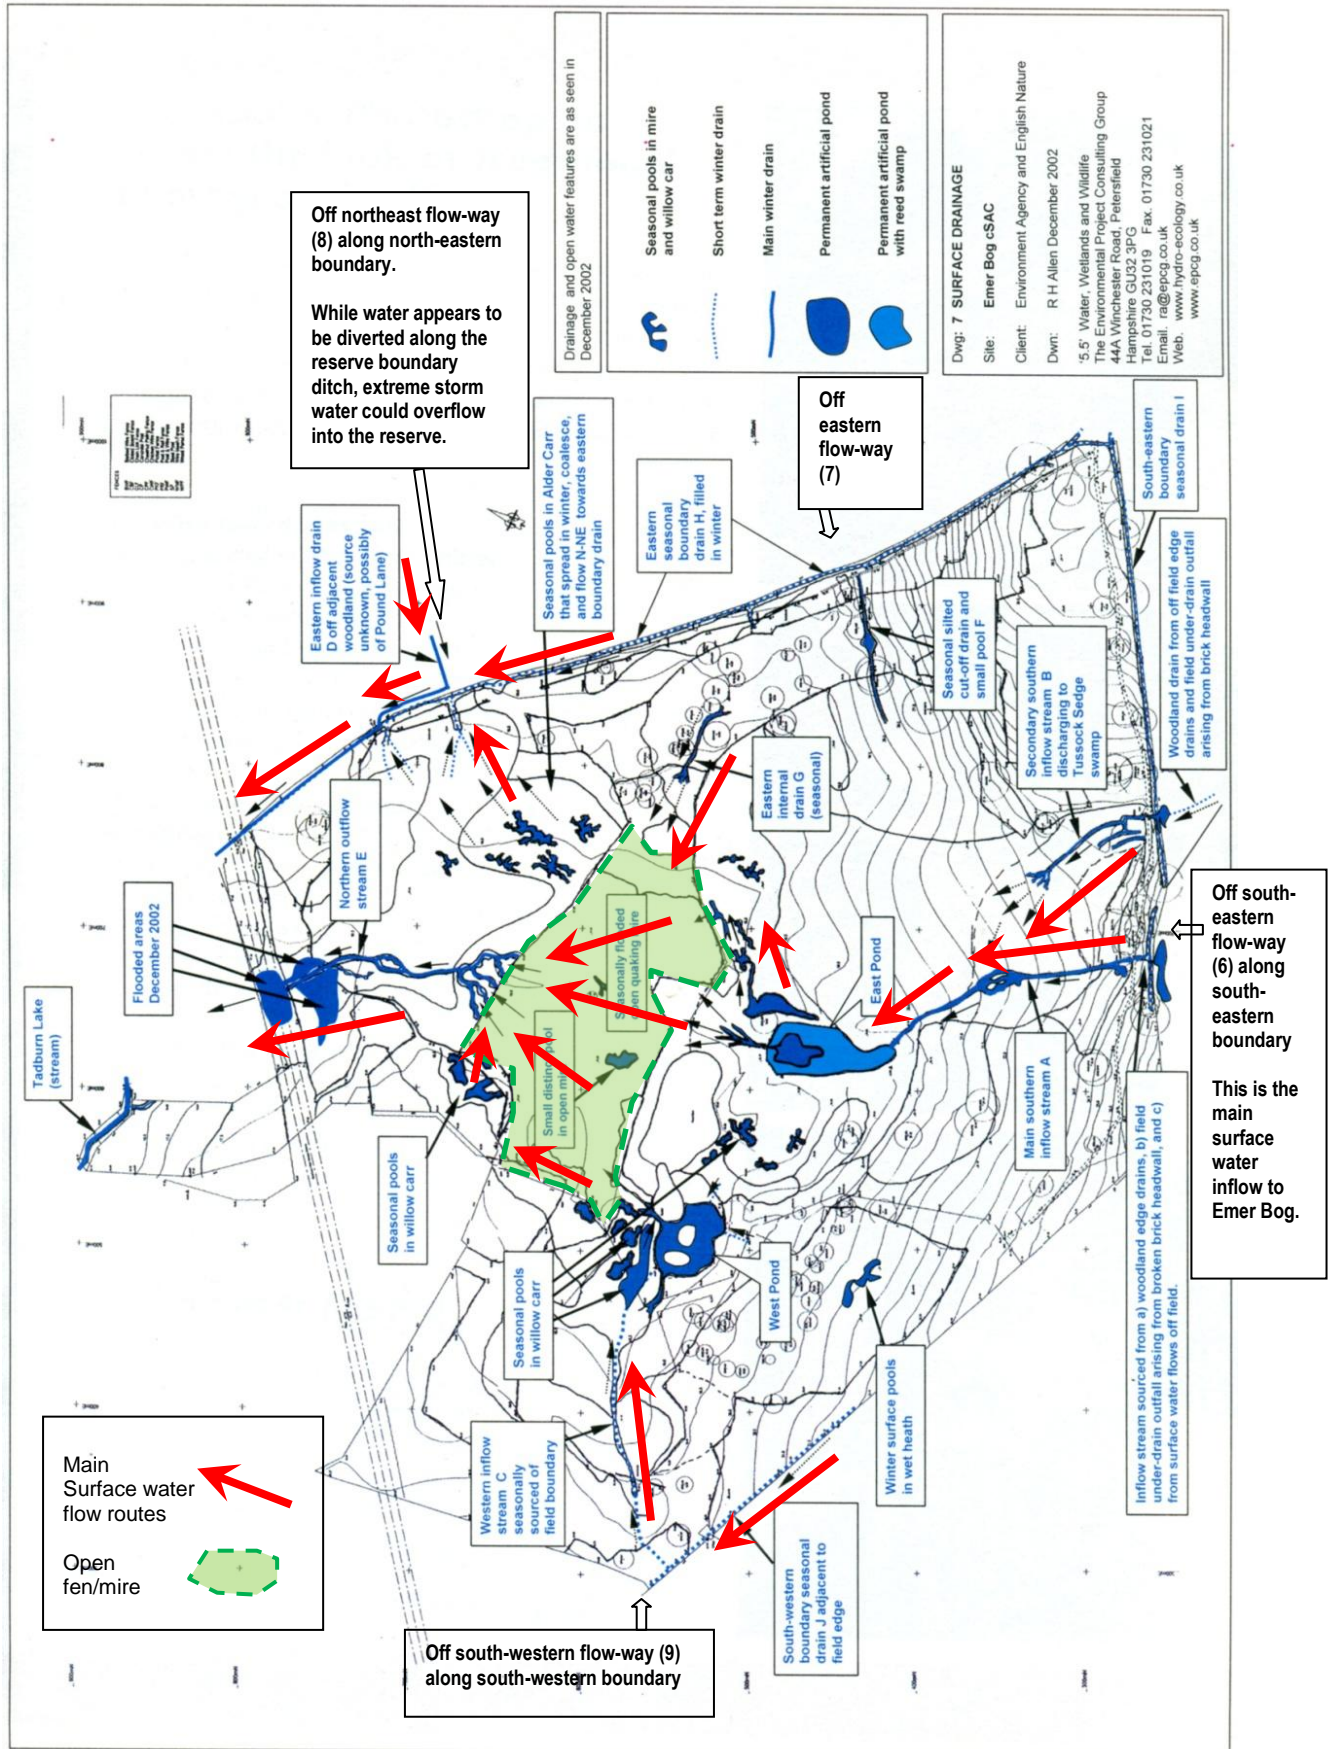 Off northeast flow-way
(8) along north-eastern
boundary.
While water appears to
be diverted along the
reserve boundary
ditch, extreme storm
water could overflow
into the reserve.
Drainage and open water features are as seen in
December 2002
Seasonal pools in mire
and willow car
Short term winter drain
Main winter drain
Permanent artificial pond
Permanent artificial pond
with reed swamp
Dwg: 7 SURFACE DRAINAGE
Site: Emer Bog cSAC
Client: Environment Agency and English Nature
Dwn: R H Allen December 2002
'5.5' Water, Wetlands and Wildlife
The Environmental Project Consulting Group
44A Winchester Road, Petersfield
Hampshire GU32 3PG
Tel. 01730 231019 Fax. 01730 231021
Email. ra@epcg.co.uk
Web. www.hydro-ecology.co.uk
www.epcg.co.uk
FENCES
Off
eastern
flow-way
(7)
Eastern inflow drain
D off adjacent
woodland (source
unknown, possibly
of Pound Lane)
Seasonal pools in Alder Carr
that spread in winter, coalesce,
and flow N-NE towards eastern
boundary drain
Eastern
seasonal
boundary
drain H, filled
in winter
South-eastern
boundary
seasonal drain I
Woodland drain from off field edge
drains and field under-drain outfall
arising from brick headwall
Seasonal silted
cut-off drain and
small pool F
Secondary southern
inflow stream B
discharging to
Tussock Sedge
swamp
Eastern
internal
drain G
(seasonal)
Northern outflow
stream E
Flooded areas
December 2002
Tadburn Lake
(stream)
Seasonally flooded
open quaking mire
Small distinct pool
in open mire
East Pond
Main southern
inflow stream A
Off south-
eastern
flow-way
(6) along
south-
eastern
boundary
This is the
main
surface
water
inflow to
Emer Bog.
Seasonal pools
in willow carr
Seasonal pools
in willow carr
West Pond
Winter surface pools
in wet heath
Inflow stream sourced from a) woodland edge drains, b) field
under-drain outfall arising from broken brick headwall, and c)
from surface water flows off field.
Western inflow
stream C
seasonally
sourced of
field boundary
South-western
boundary seasonal
drain J adjacent to
field edge
Main
Surface water
flow routes
Open
fen/mire
Off south-western flow-way (9)
along south-western boundary